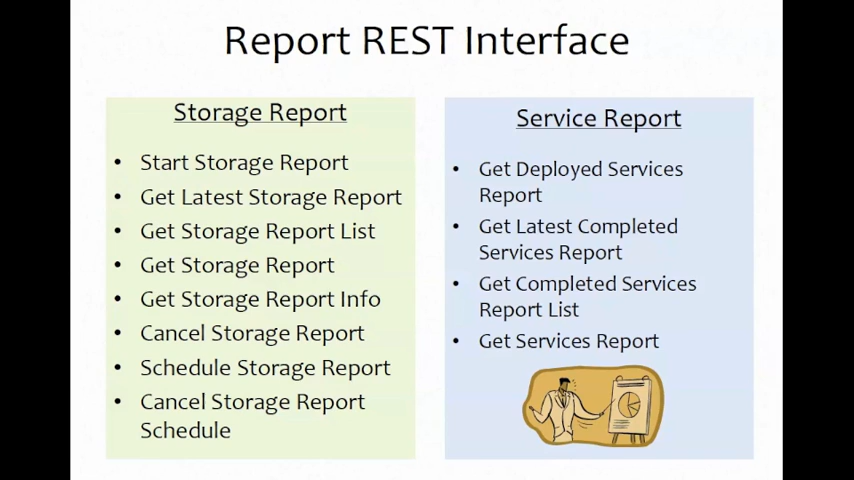 Report REST Interface
Storage Report
• Start Storage Report
• Get Latest Storage Report
• Get Storage Report List
• Get Storage Report
• Get Storage Report Info
• Cancel Storage Report
• Schedule Storage Report
• Cancel Storage Report
Schedule
Service Report
• Get Deployed Services
Report
• Get Latest Completed
Services Report
• Get Completed Services
Report List
• Get Services Report